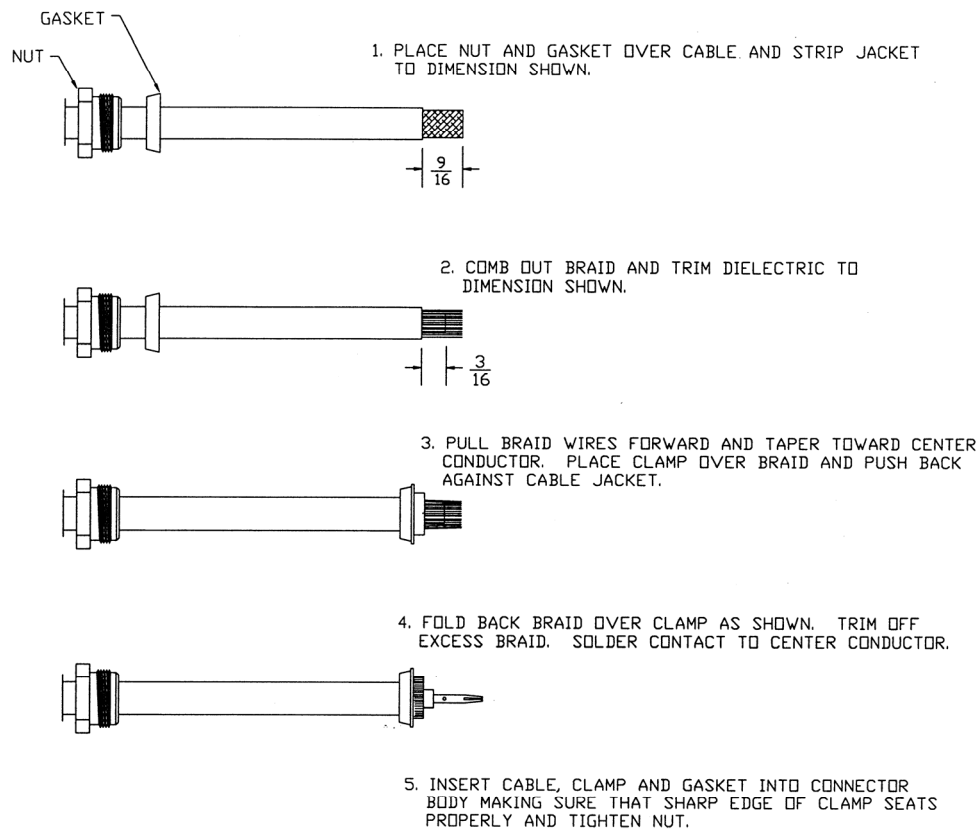 GASKET
NUT
1. PLACE NUT AND GASKET OVER CABLE AND STRIP JACKET
TO DIMENSION SHOWN.
9
16
2. COMB OUT BRAID AND TRIM DIELECTRIC TO
DIMENSION SHOWN.
3
16
3. PULL BRAID WIRES FORWARD AND TAPER TOWARD CENTER
CONDUCTOR. PLACE CLAMP OVER BRAID AND PUSH BACK
AGAINST CABLE JACKET.
4. FOLD BACK BRAID OVER CLAMP AS SHOWN. TRIM OFF
EXCESS BRAID. SOLDER CONTACT TO CENTER CONDUCTOR.
5. INSERT CABLE, CLAMP AND GASKET INTO CONNECTOR
BODY MAKING SURE THAT SHARP EDGE OF CLAMP SEATS
PROPERLY AND TIGHTEN NUT.